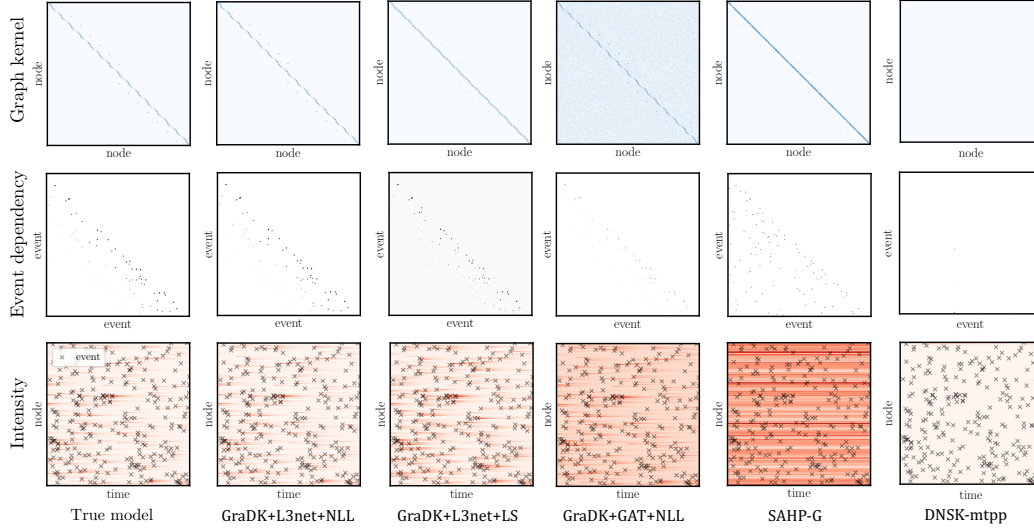 Graph kernel
node
node
node
node
node
node
node
node
node
node
node
node
Event dependency
event
event
event
event
event
event
event
event
event
event
event
event
Intensity
event
node
node
node
node
node
node
time
time
time
time
time
time
True model
GraDK+L3net+NLL
GraDK+L3net+LS
GraDK+GAT+NLL
SAHP-G
DNSK-mtpp